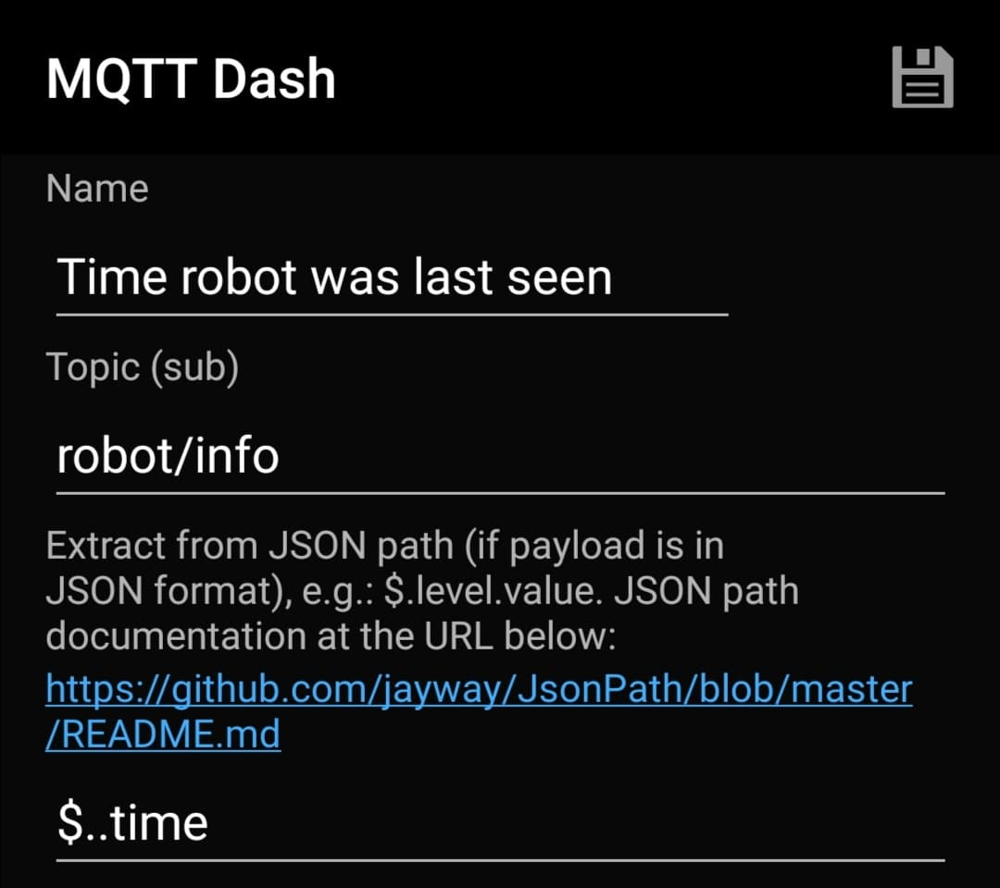 MQTT Dash
Name
Time robot was last seen
Topic (sub)
robot/info
Extract from JSON path (if payload is in
JSON format), e.g.: $.level.value. JSON path
documentation at the URL below:
https://github.com/jayway/JsonPath/blob/master
/README.md
$..time